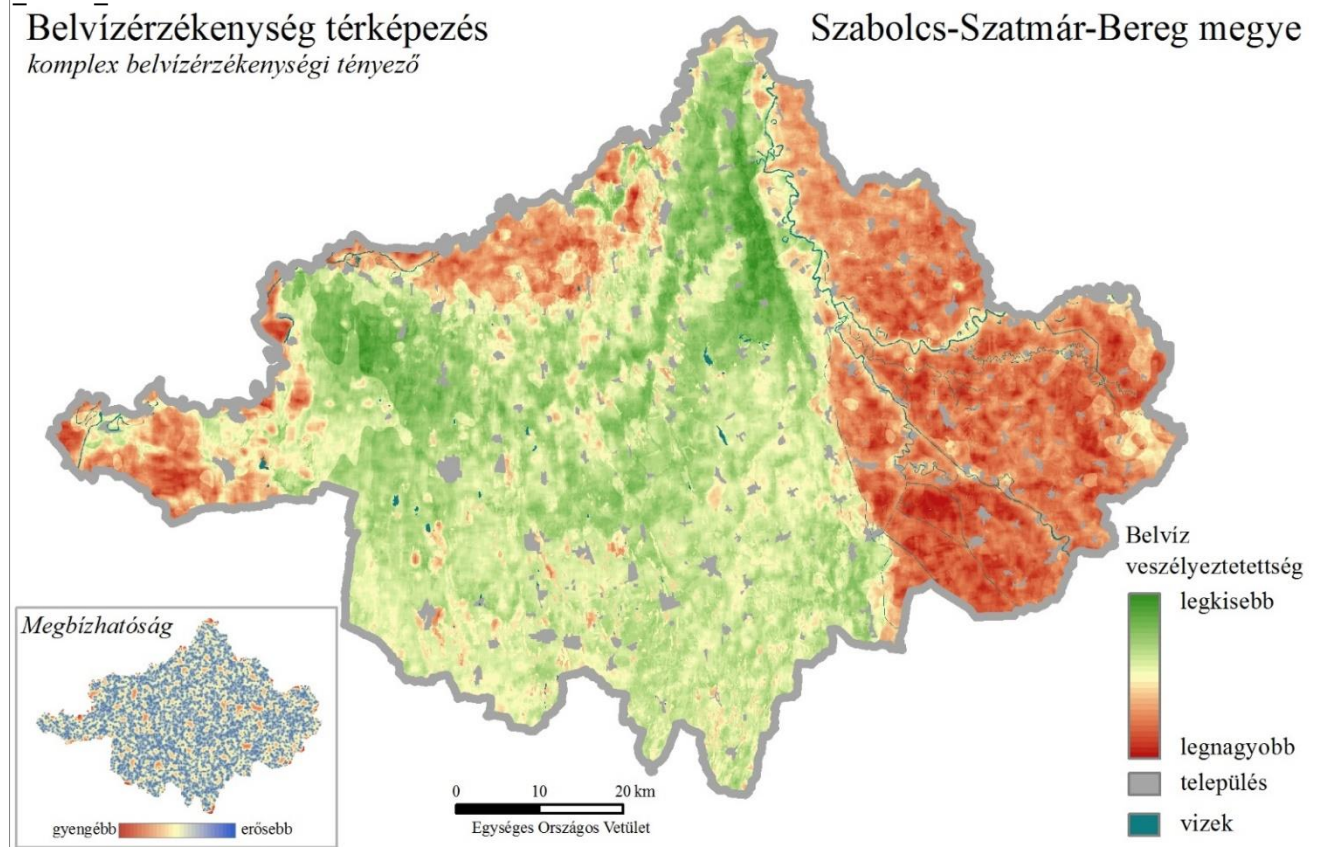 Belvízérzékenység térképezés
komplex belvízérzékenységi tényező
Szabolcs-Szatmár-Bereg megye
Belvíz
veszélyeztetettség
legkisebb
legnagyobb
település
vizek
Megbízhatóság
gyengébb
erősebb
0 10 20 km
Egységes Országos Vetület